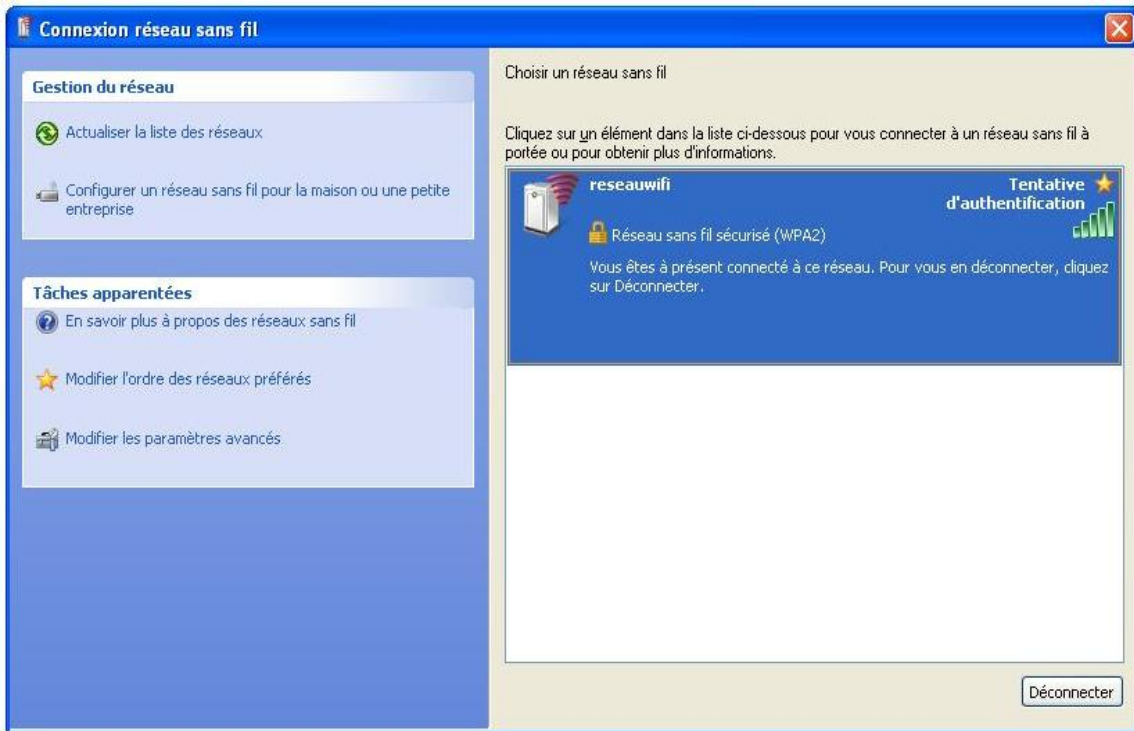 Connexion réseau sans fil
Gestion du réseau
Actualiser la liste des réseaux
Configurer un réseau sans fil pour la maison ou une petite
entreprise
Tâches apparentées
En savoir plus à propos des réseaux sans fil
Modifier l'ordre des réseaux préférés
Modifier les paramètres avancés
Choisir un réseau sans fil
Cliquez sur un élément dans la liste ci-dessous pour vous connecter à un réseau sans fil à
portée ou pour obtenir plus d'informations.
reseauwifi
Tentative
d'authentification
Réseau sans fil sécurisé (WPA2)
Vous êtes à présent connecté à ce réseau. Pour vous en déconnecter, cliquez
sur Déconnecter.
Déconnecter